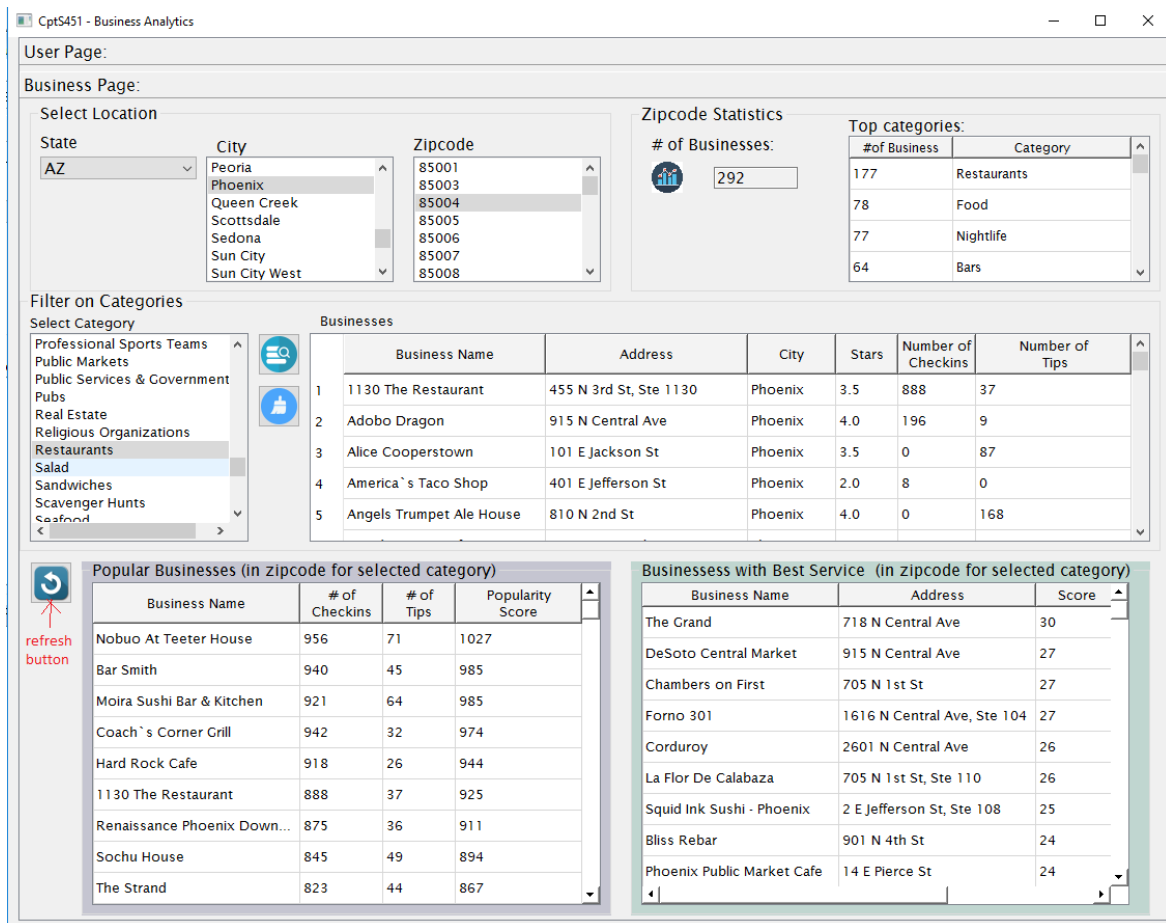 CptS451 - Business Analytics
User Page:
Business Page:
Select Location
State
AZ
City
Peoria
Phoenix
Queen Creek
Scottsdale
Sedona
Sun City
Sun City West
Zipcode
85001
85003
85004
85005
85006
85007
85008
Zipcode Statistics
# of Businesses:
292
Top categories:
#of Business Category
177 Restaurants
78 Food
77 Nightlife
64 Bars
Filter on Categories
Select Category
Professional Sports Teams
Public Markets
Public Services & Government
Pubs
Real Estate
Religious Organizations
Restaurants
Salad
Sandwiches
Scavenger Hunts
Seafood
Businesses
Business Name Address City Stars Number of Checkins Number of Tips
1 1130 The Restaurant 455 N 3rd St, Ste 1130 Phoenix 3.5 888 37
2 Adobo Dragon 915 N Central Ave Phoenix 4.0 196 9
3 Alice Cooperstown 101 E Jackson St Phoenix 3.5 0 87
4 America`s Taco Shop 401 E Jefferson St Phoenix 2.0 8 0
5 Angels Trumpet Ale House 810 N 2nd St Phoenix 4.0 0 168
refresh
button
Popular Businesses (in zipcode for selected category)
Business Name # of Checkins # of Tips Popularity Score
Nobuo At Teeter House 956 71 1027
Bar Smith 940 45 985
Moira Sushi Bar & Kitchen 921 64 985
Coach`s Corner Grill 942 32 974
Hard Rock Cafe 918 26 944
1130 The Restaurant 888 37 925
Renaissance Phoenix Down... 875 36 911
Sochu House 845 49 894
The Strand 823 44 867
Businessess with Best Service (in zipcode for selected category)
Business Name Address Score
The Grand 718 N Central Ave 30
DeSoto Central Market 915 N Central Ave 27
Chambers on First 705 N 1st St 27
Forno 301 1616 N Central Ave, Ste 104 27
Corduroy 2601 N Central Ave 26
La Flor De Calabaza 705 N 1st St, Ste 110 26
Squid Ink Sushi - Phoenix 2 E Jefferson St, Ste 108 25
Bliss Rebar 901 N 4th St 24
Phoenix Public Market Cafe 14 E Pierce St 24